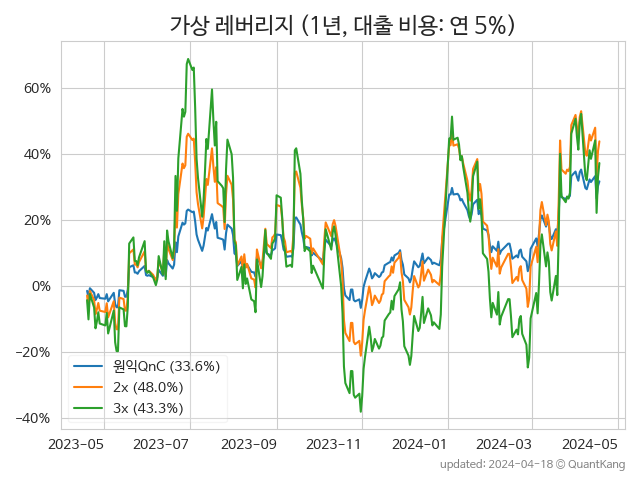 가상 레버리지 (1년, 대출 비용: 연 5%)
60%
40%
20%
0%
−20%
−40%
원익QnC (33.6%)
2x (48.0%)
3x (43.3%)
2023-05 2023-07 2023-09 2023-11 2024-01 2024-03 2024-05
updated: 2024-04-18 © QuantKang